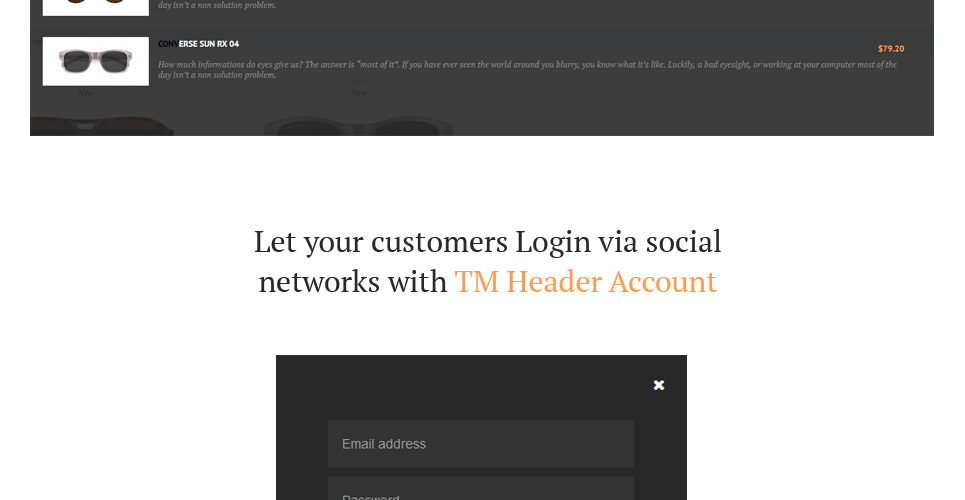 day isn't a non solution problem.
CONVERSE SUN RX 04
$79.20
How much informations do eyes give us? The answer is "most of it". If you have ever seen the world around you blurry, you know what it's like. Luckily, a bad eyesight, or working at your computer most of the
day isn't a non solution problem.
New
New
Let your customers Login via social
networks with TM Header Account
Email address
Password